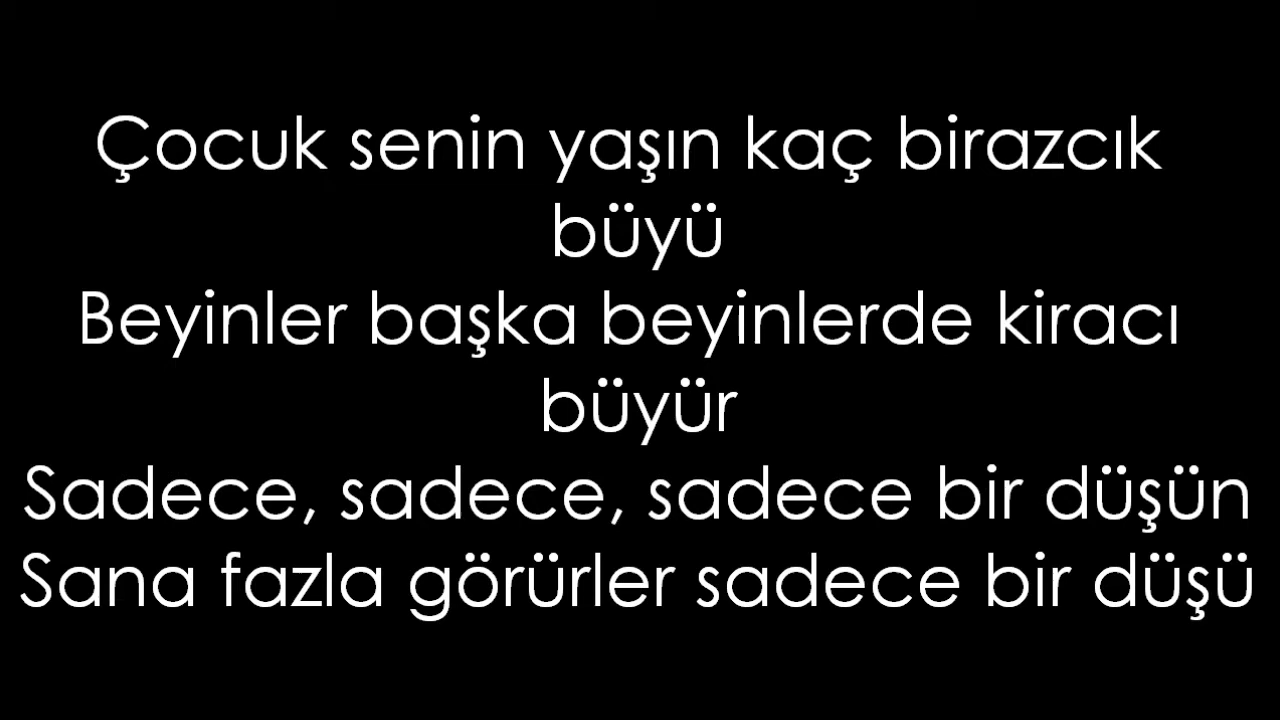 Çocuk senin yaşın kaç birazcık
büyü
Beyinler başka beyinlerde kiracı
büyür
Sadece, sadece, sadece bir düşün
Sana fazla görürler sadece bir düşü